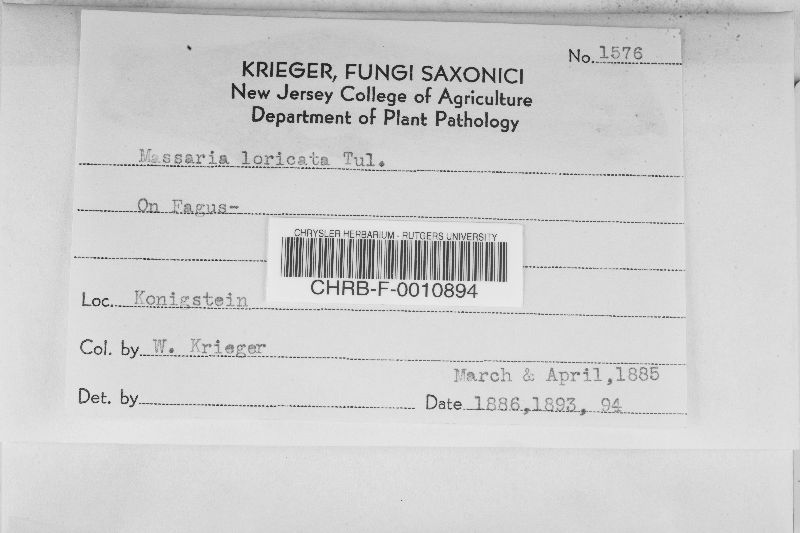 No. 1576
KRIEGER, FUNGI SAXONICI
New Jersey College of Agriculture
Department of Plant Pathology
Massaria loricata Tul.
On Fagus-
CHRYSLER HERBARIUM - RUTGERS UNIVERSITY
CHRB-F-0010894
Loc. Konigstein
Col. by W. Krieger
March & April, 1885
Det. by
Date 1886, 1893, 94